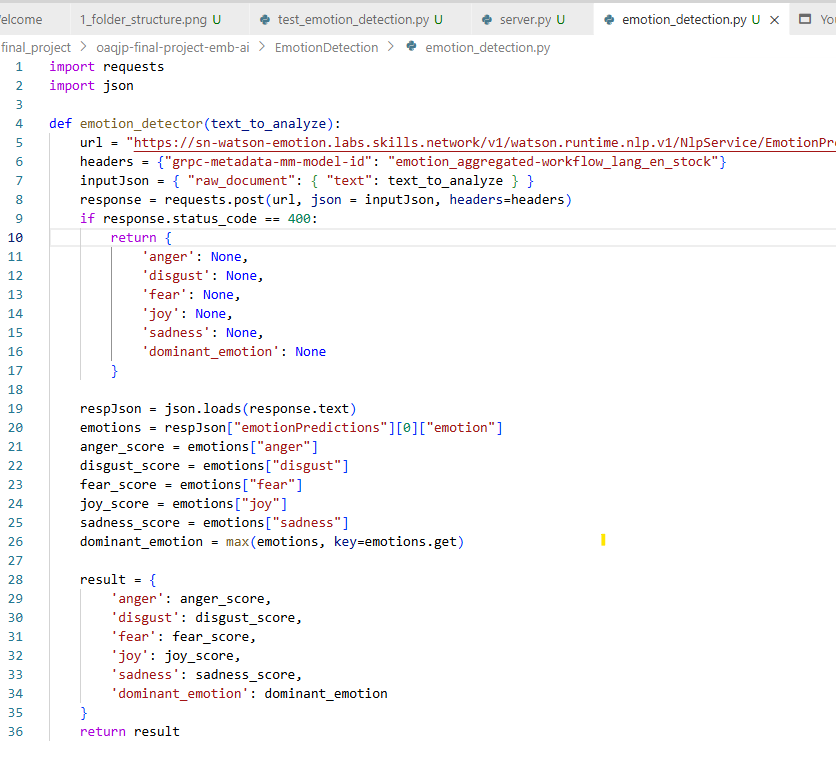 elcome 1_folder_structure.png U test_emotion_detection.py U server.py U emotion_detection.py U × You
final_project > oaqjp-final-project-emb-ai > EmotionDetection > emotion_detection.py
1 import requests
2 import json
3
4 def emotion_detector(text_to_analyze):
5     url = "https://sn-watson-emotion.labs.skills.network/v1/watson.runtime.nlp.v1/NlpService/EmotionPre
6     headers = {"grpc-metadata-mm-model-id": "emotion_aggregated-workflow_lang_en_stock"}
7     inputJson = { "raw_document": { "text": text_to_analyze } }
8     response = requests.post(url, json = inputJson, headers=headers)
9     if response.status_code == 400:
10         return {
11             'anger': None,
12             'disgust': None,
13             'fear': None,
14             'joy': None,
15             'sadness': None,
16             'dominant_emotion': None
17         }
18
19     respJson = json.loads(response.text)
20     emotions = respJson["emotionPredictions"][0]["emotion"]
21     anger_score = emotions["anger"]
22     disgust_score = emotions["disgust"]
23     fear_score = emotions["fear"]
24     joy_score = emotions["joy"]
25     sadness_score = emotions["sadness"]
26     dominant_emotion = max(emotions, key=emotions.get)
27
28     result = {
29         'anger': anger_score,
30         'disgust': disgust_score,
31         'fear': fear_score,
32         'joy': joy_score,
33         'sadness': sadness_score,
34         'dominant_emotion': dominant_emotion
35     }
36     return result